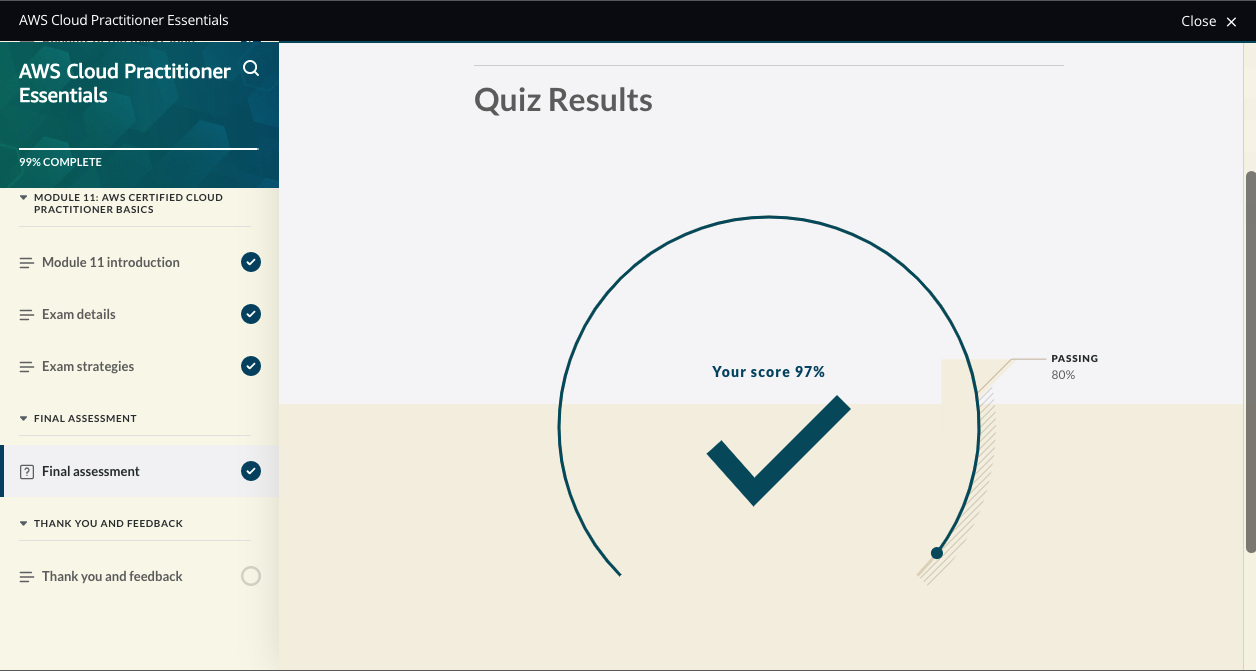 AWS Cloud Practitioner Essentials
Close
AWS Cloud Practitioner
Essentials
99% COMPLETE
MODULE 11: AWS CERTIFIED CLOUD
PRACTITIONER BASICS
Module 11 introduction
Exam details
Exam strategies
FINAL ASSESSMENT
Final assessment
THANK YOU AND FEEDBACK
Thank you and feedback
Quiz Results
Your score 97%
PASSING
80%